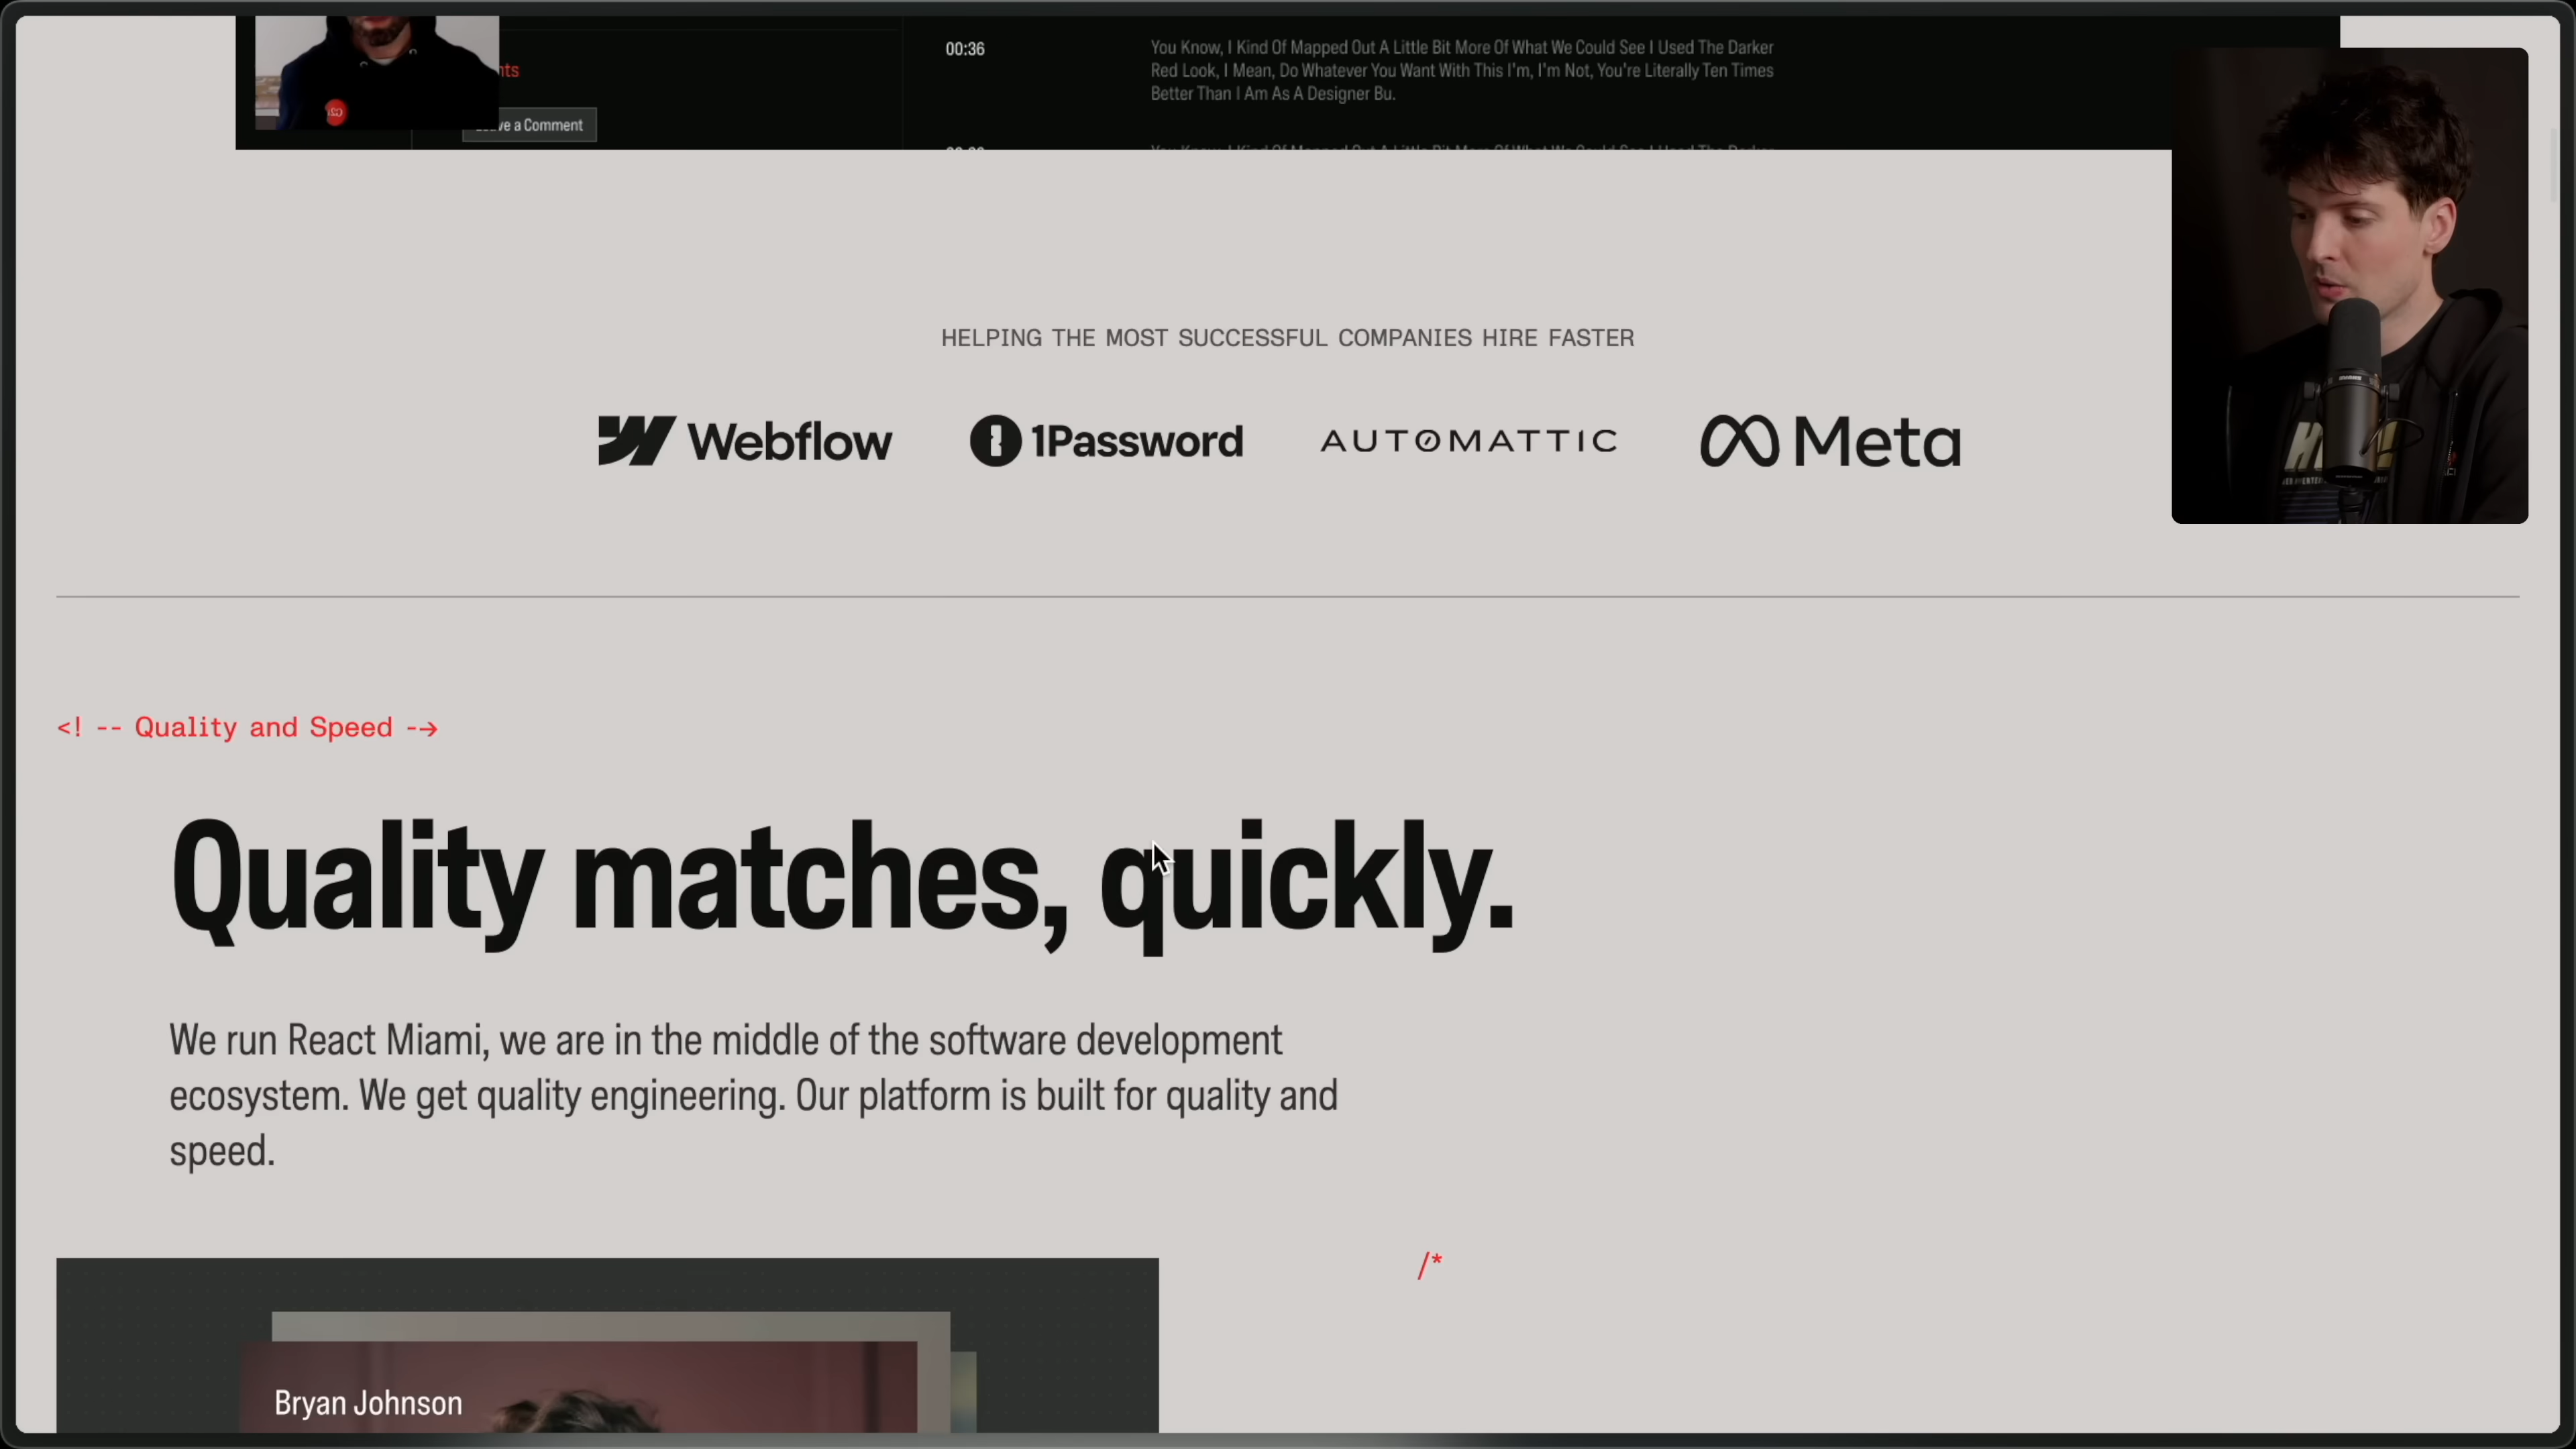 00:36
You Know, I Kind Of Mapped Out A Little Bit More Of What We Could See I Used The Darker
Red Look, I Mean, Do Whatever You Want With This I'm, I'm Not, You're Literally Ten Times
Better Than I Am As A Designer Bu.
a Comment
HELPING THE MOST SUCCESSFUL COMPANIES HIRE FASTER
Webflow
1Password
AUTOMATTIC
Meta
<! -- Quality and Speed -->
Quality matches, quickly.
We run React Miami, we are in the middle of the software development
ecosystem. We get quality engineering. Our platform is built for quality and
speed.
/*
Bryan Johnson